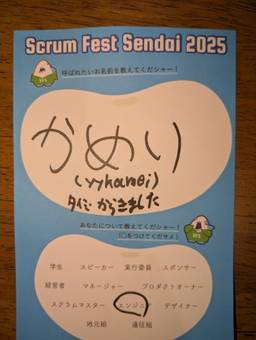 Scrum Fest Sendai 2025
呼ばれたいお名前を教えてくだシャー！
かめり
(yykamei)
タイからきました
あなたについて教えてくだシャー！
(◯をつけてくだサメ)
学生 スピーカー 実行委員 スポンサー
経営者 マネージャー プロダクトオーナー
スクラムマスター エンジニア デザイナー
地元組 遠征組